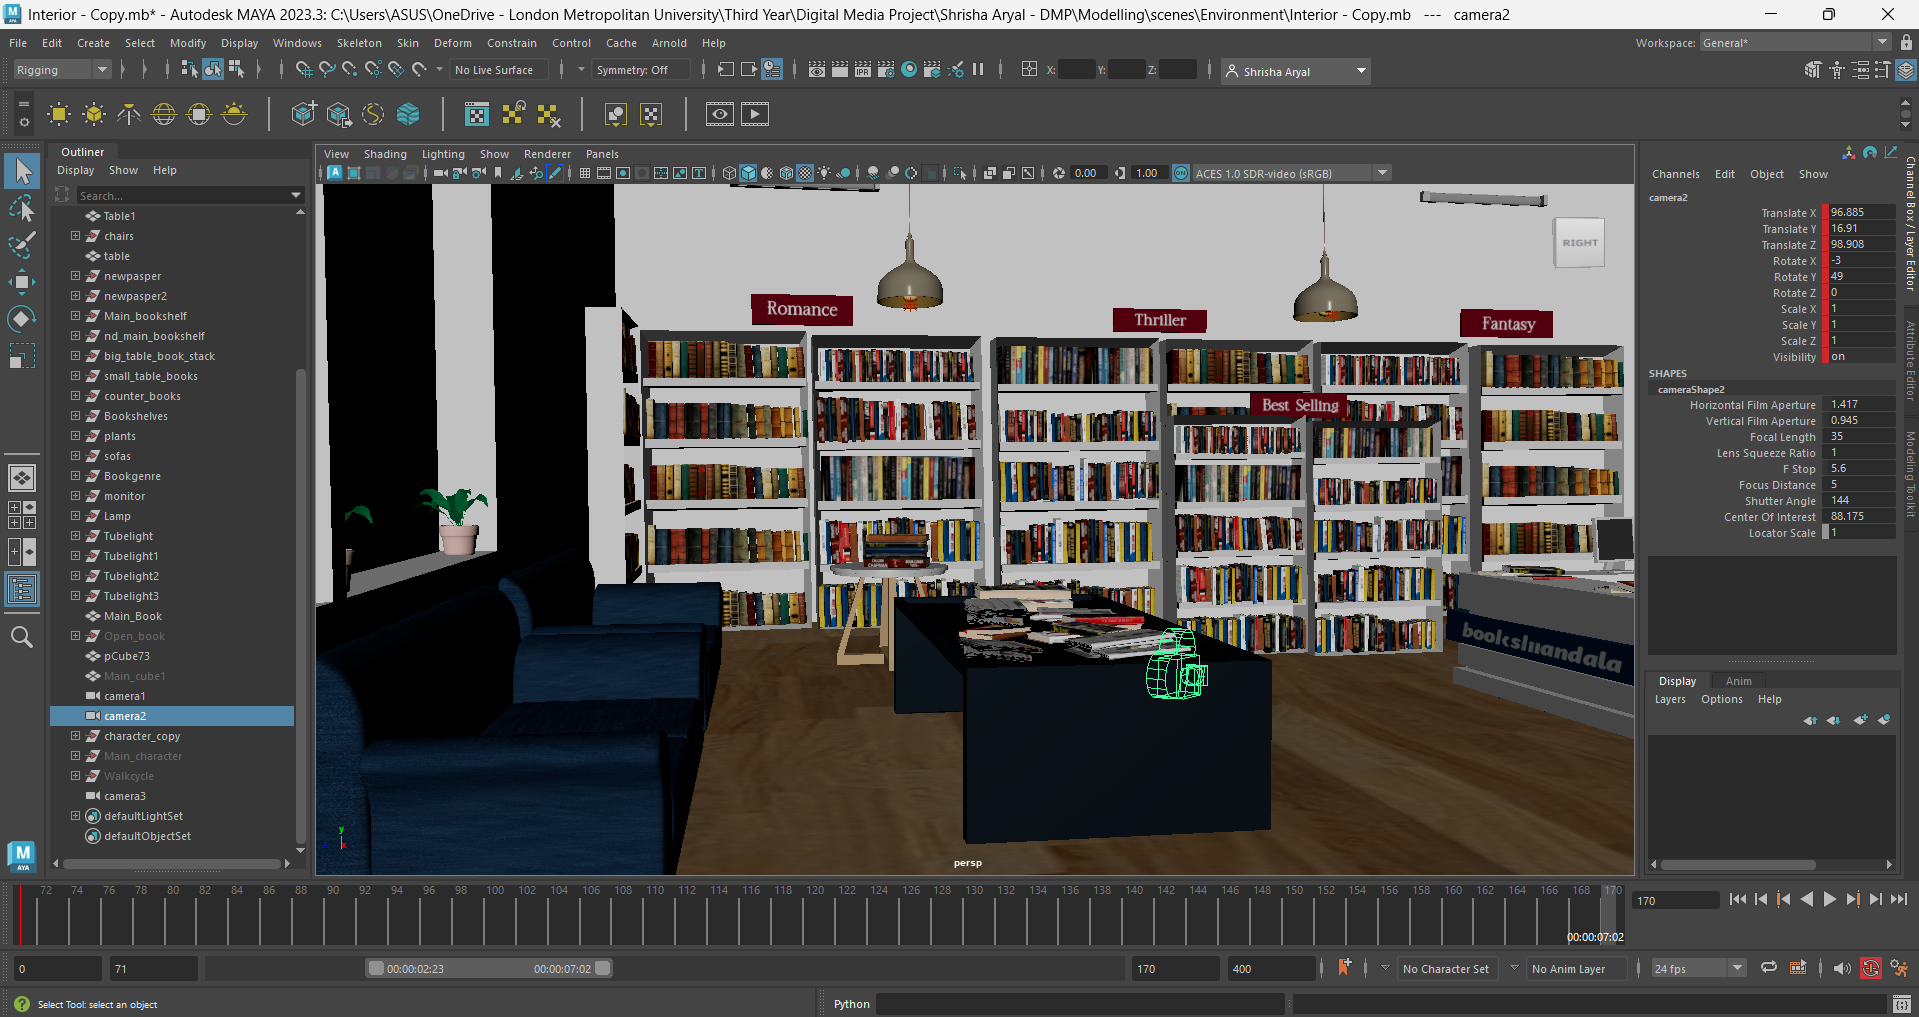 Interior - Copy.mb* - Autodesk MAYA 2023.3: C:\Users\ASUS\OneDrive - London Metropolitan University\Third Year\Digital Media Project\Shrisha Aryal - DMP\Modelling\scenes\Environment\Interior - Copy.mb --- camera2
File Edit Create Select Modify Display Windows Skeleton Skin Deform Constrain Control Cache Arnold Help
Workspace: General*
Rigging
No Live Surface
Symmetry: Off
IPR
X: Y: Z:
Shrisha Aryal
Outliner
Display Show Help
Search...
Table1
chairs
table
newpasper
newpasper2
Main_bookshelf
nd_main_bookshelf
big_table_book_stack
small_table_books
counter_books
Bookshelves
plants
sofas
Bookgenre
monitor
Lamp
Tubelight
Tubelight1
Tubelight2
Tubelight3
Main_Book
Open_book
pCube73
Main_cube1
camera1
camera2
character_copy
Main_character
Walkcycle
camera3
defaultLightSet
defaultObjectSet
View Shading Lighting Show Renderer Panels
0.00
1.00
ON
ACES 1.0 SDR-video (sRGB)
RIGHT
Romance
Thriller
Fantasy
Best Selling
booksmandala
y
persp
Channels Edit Object Show
camera2
Translate X 96.885
Translate Y 16.91
Translate Z 98.908
Rotate X -3
Rotate Y 49
Rotate Z 0
Scale X 1
Scale Y 1
Scale Z 1
Visibility on
SHAPES
cameraShape2
Horizontal Film Aperture 1.417
Vertical Film Aperture 0.945
Focal Length 35
Lens Squeeze Ratio 1
F Stop 5.6
Focus Distance 5
Shutter Angle 144
Center Of Interest 88.175
Locator Scale 1
Channel Box / Layer Editor
Attribute Editor
Modeling Toolkit
Display Anim
Layers Options Help
M
AYA
72 74 76 78 80 82 84 86 88 90 92 94 96 98 100 102 104 106 108 110 112 114 116 118 120 122 124 126 128 130 132 134 136 138 140 142 144 146 148 150 152 154 156 158 160 162 164 166 168 170
00:00:07:02
170
0
71
00:00:02:23
00:00:07:02
170
400
No Character Set
No Anim Layer
24 fps
Select Tool: select an object
Python